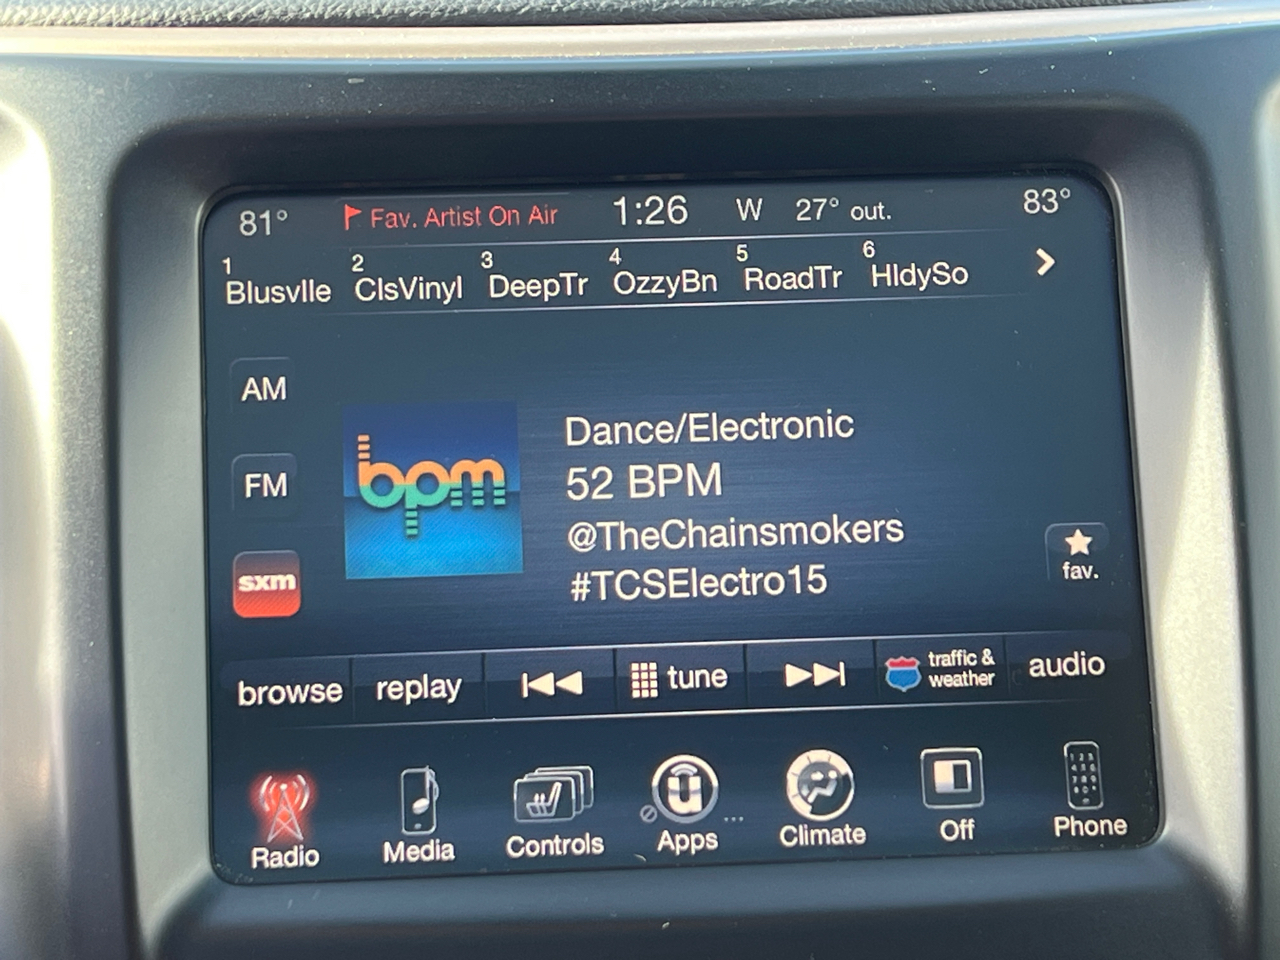 81° Fav. Artist On Air 1:26 W 27° out. 83°
1 2 3 4 5 6
Blusvlle ClsVinyl DeepTr OzzyBn RoadTr HldySo
AM
FM
sxm
bpm
Dance/Electronic
52 BPM
@TheChainsmokers
#TCSElectro15
fav.
browse replay tune traffic & weather audio
Radio Media Controls Apps Climate Off Phone